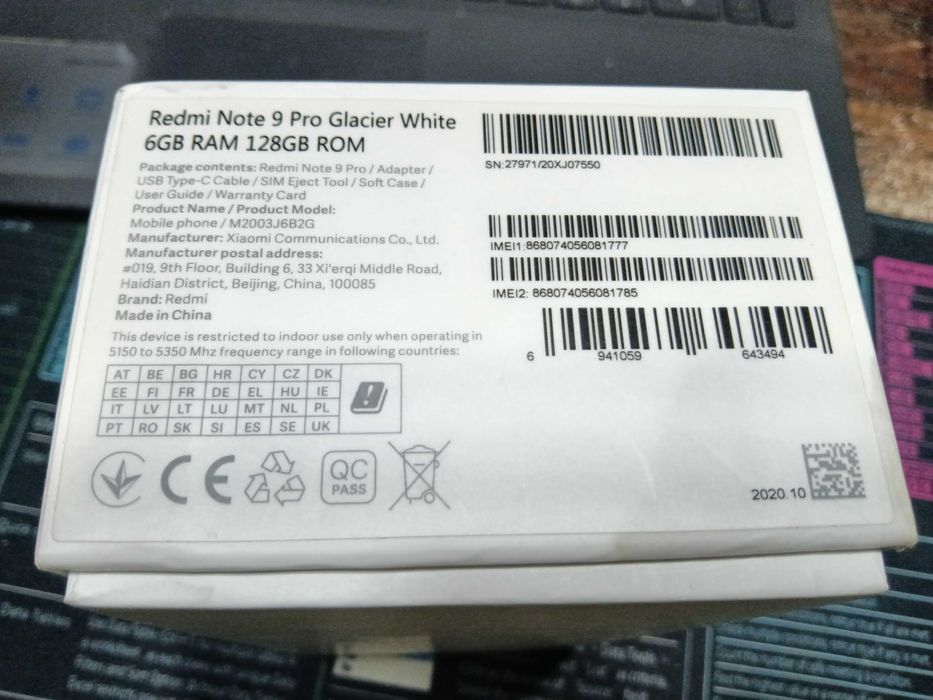 Redmi Note 9 Pro Glacier White
6GB RAM 128GB ROM
Package contents: Redmi Note 9 Pro / Adapter /
USB Type-C Cable / SIM Eject Tool / Soft Case /
User Guide / Warranty Card
Product Name / Product Model:
Mobile phone / M2003J6B2G
Manufacturer: Xiaomi Communications Co., Ltd.
Manufacturer postal address:
#019, 9th Floor, Building 6, 33 Xi'erqi Middle Road,
Haidian District, Beijing, China, 100085
Brand: Redmi
Made in China
This device is restricted to indoor use only when operating in
5150 to 5350 Mhz frequency range in following countries:
AT BE BG HR CY CZ DK
EE FI FR DE EL HU IE
IT LV LT LU MT NL PL
PT RO SK SI ES SE UK
CE
QC
PASS
SN:27971/20XJ07550
IMEI1:868074056081777
IMEI2: 868074056081785
6 941059 643494
2020.10